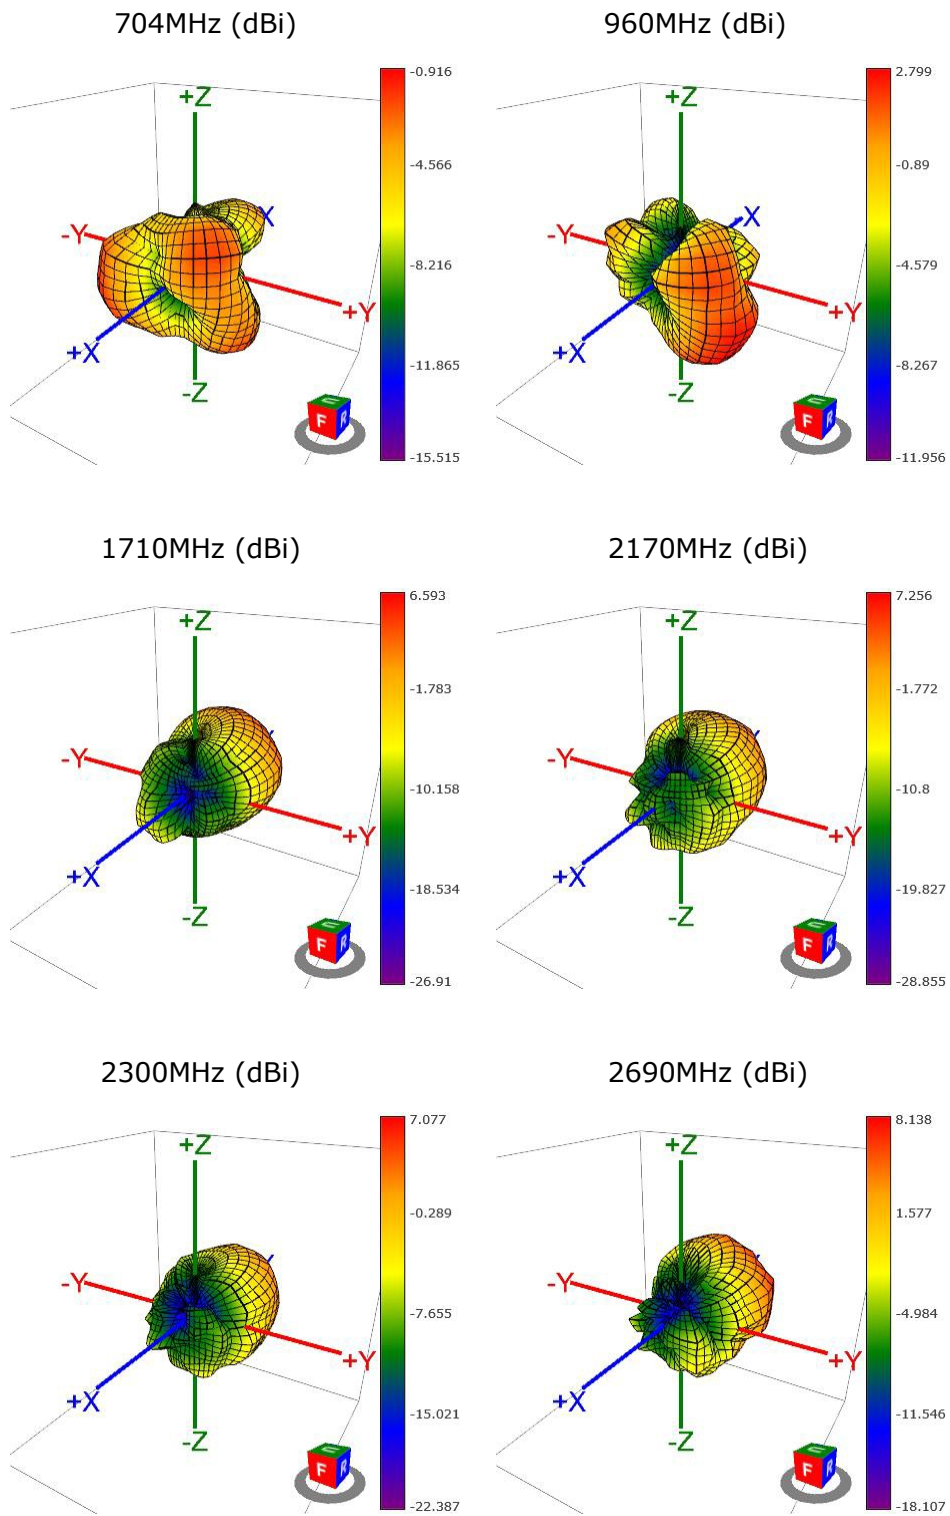 704MHz (dBi)
-0.916
-4.566
-8.216
-11.865
-15.515
+Z
-Y
X
+Y
+X
-Z
F
R
960MHz (dBi)
2.799
-0.89
-4.579
-8.267
-11.956
+Z
-Y
X
+Y
+X
-Z
F
R
1710MHz (dBi)
6.593
-1.783
-10.158
-18.534
-26.91
+Z
-Y
+Y
+X
-Z
F
R
2170MHz (dBi)
7.256
-1.772
-10.8
-19.827
-28.855
+Z
-Y
+Y
+X
-Z
F
R
2300MHz (dBi)
7.077
-0.289
-7.655
-15.021
-22.387
+Z
-Y
+Y
+X
-Z
F
R
2690MHz (dBi)
8.138
1.577
-4.984
-11.546
-18.107
+Z
-Y
+Y
+X
-Z
F
R